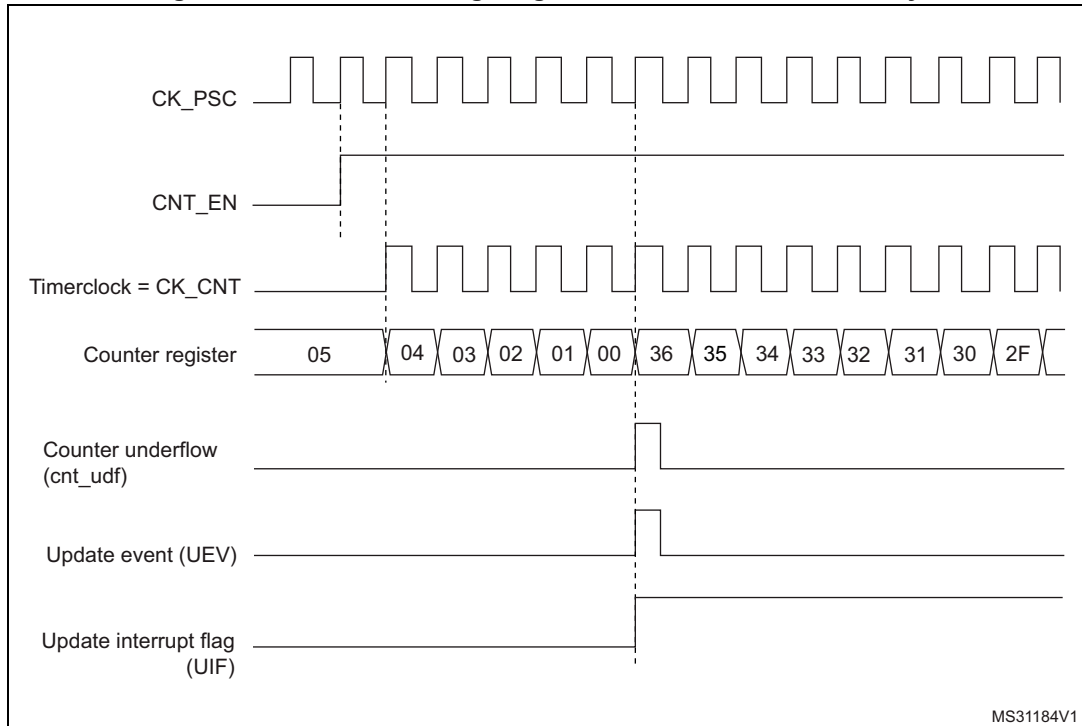 CK_PSC
CNT_EN
Timerclock = CK_CNT
Counter register 05 04 03 02 01 00 36 35 34 33 32 31 30 2F
Counter underflow
(cnt_udf)
Update event (UEV)
Update interrupt flag
(UIF)
MS31184V1